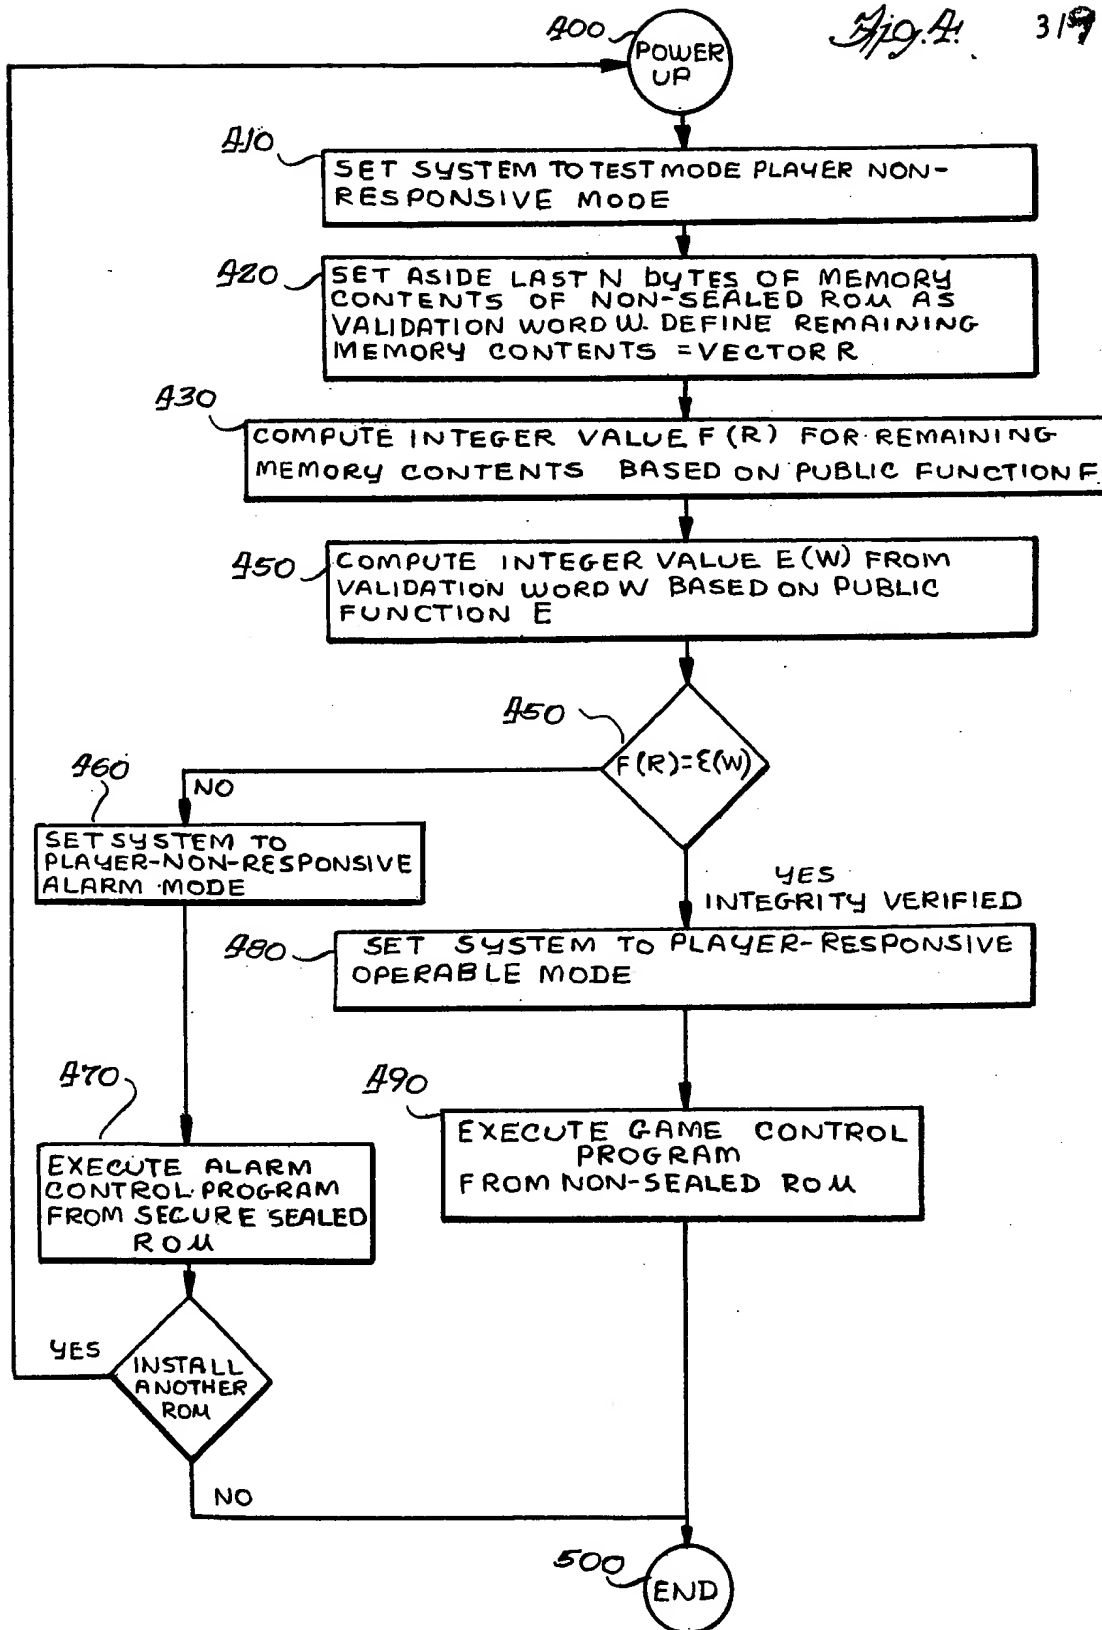 Fig. 4.
400
POWER
UP
410
SET SYSTEM TO TEST MODE PLAYER NON-
RESPONSIVE MODE
420
SET ASIDE LAST N bYTES OF MEMORY
CONTENTS OF NON-SEALED ROM AS
VALIDATION WORD W. DEFINE REMAINING
MEMORY CONTENTS = VECTOR R
430
COMPUTE INTEGER VALUE F(R) FOR REMAINING
MEMORY CONTENTS BASED ON PUBLIC FUNCTION F.
450
COMPUTE INTEGER VALUE E(W) FROM
VALIDATION WORD W BASED ON PUBLIC
FUNCTION E
450
F(R)=E(W)
NO
YES
INTEGRITY VERIFIED
460
SET SYSTEM TO
PLAYER-NON-RESPONSIVE
ALARM MODE
480
SET SYSTEM TO PLAYER-RESPONSIVE
OPERABLE MODE
470
EXECUTE ALARM
CONTROL PROGRAM
FROM SECURE SEALED
ROM
490
EXECUTE GAME CONTROL
PROGRAM
FROM NON-SEALED ROM
YES
INSTALL
ANOTHER
ROM
NO
500
END